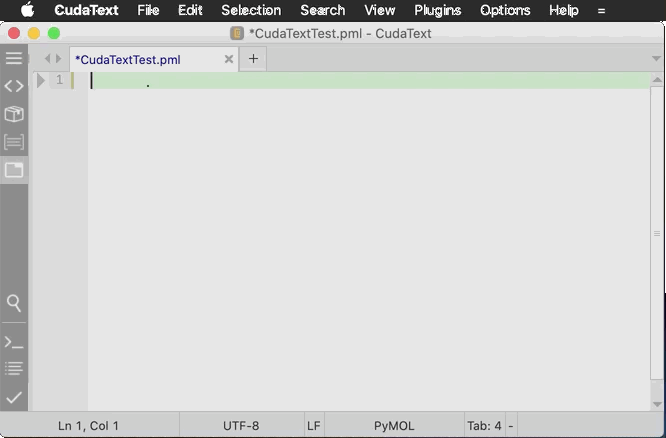 CudaText File Edit Selection Search View Plugins Options Help =
*CudaTextTest.pml - CudaText
*CudaTextTest.pml × +
1 .
Ln 1, Col 1 UTF-8 LF PyMOL Tab: 4 -